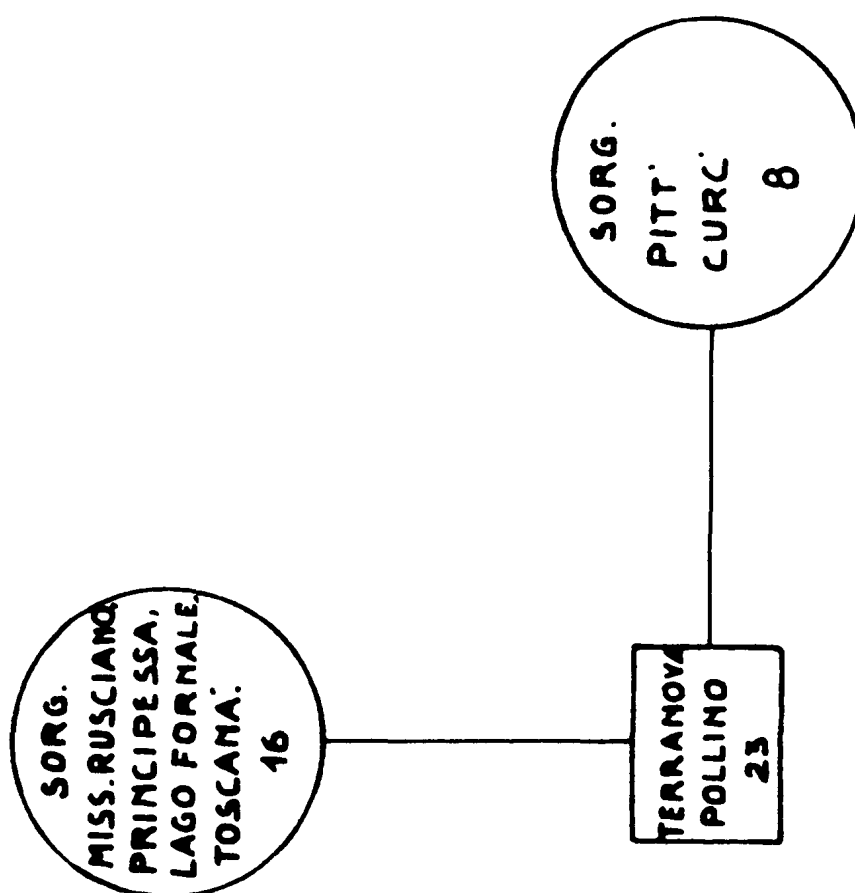 SORG.
MISS. RUSCIANO,
PRINCIPESSA,
LAGO FORNALE,
TOSCANA.
16
TERRANOVA
POLLINO
23
SORG.
PITT'
CURC'
8